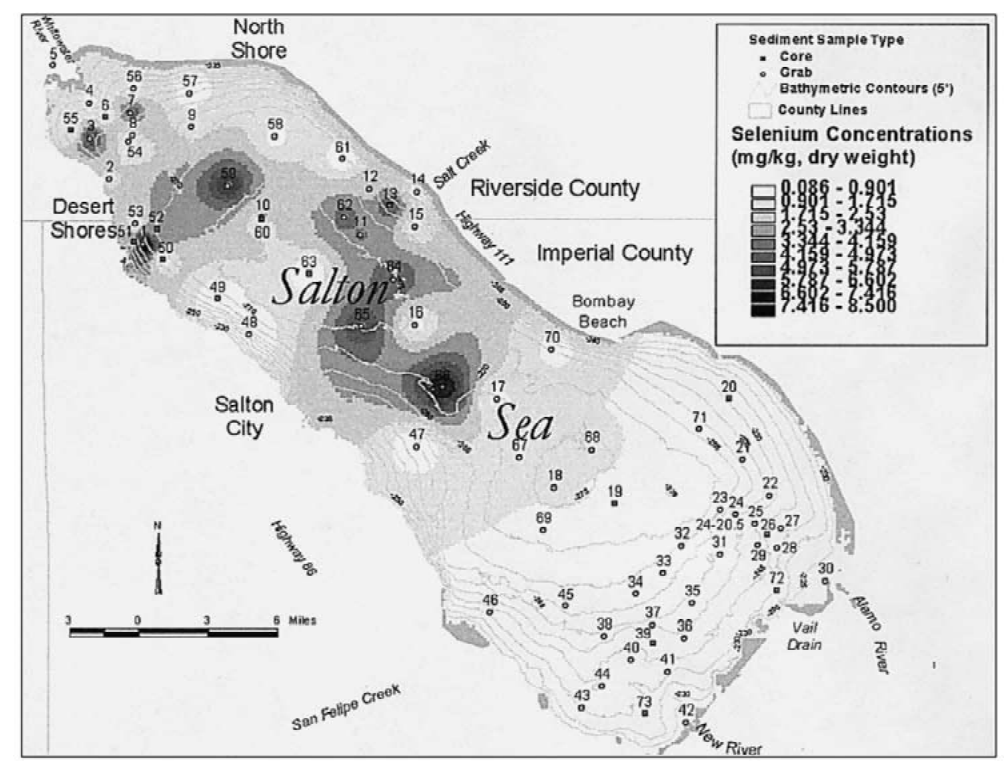 Whitewater
River
North
Shore
Sediment Sample Type
Core
Grab
Bathymetric Contours (5')
County Lines
Selenium Concentrations
(mg/kg, dry weight)
0.086 - 0.901
0.901 - 1.715
1.715 - 2.53
2.53 - 3.344
3.344 - 4.159
4.159 - 4.973
4.973 - 5.787
5.787 - 6.602
6.602 - 7.416
7.416 - 8.500
5
56
57
4
6
7
55
3
8
9
54
58
61
2
59
12
14
Salt Creek
13
Riverside County
Desert
Shores
53
52
51
1
50
10
60
62
11
15
Highway 111
Imperial County
63
64
Salton
49
48
65
16
Bombay
Beach
70
17
20
Salton
City
Sea
47
67
68
71
21
18
19
22
69
23
24
25
24-20.5
26
27
32
31
29
28
Highway 86
N
33
34
35
72
30
45
46
37
38
39
36
40
41
44
43
73
42
3
0
3
6
Miles
Vail
Drain
Alamo River
San Felipe Creek
New River